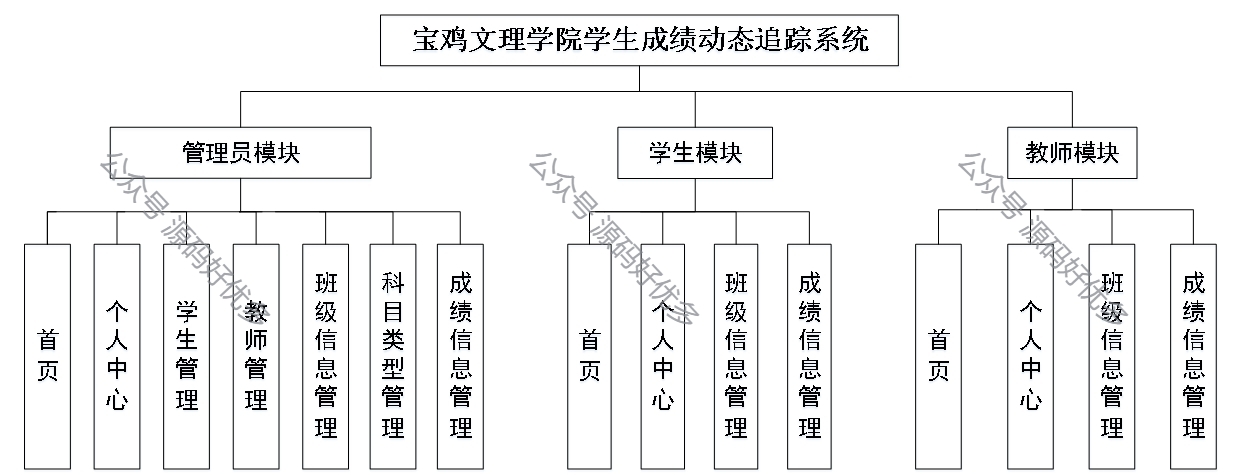 宝鸡文理学院学生成绩动态追踪系统
管理员模块
学生模块
教师模块
首页
个人中心
学生管理
教师管理
班级信息管理
科目类型管理
成绩信息管理
首页
个人中心
班级信息管理
成绩信息管理
首页
个人中心
班级信息管理
成绩信息管理
公众号 源码好优多
公众号 源码好优多
公众号 源码好优多